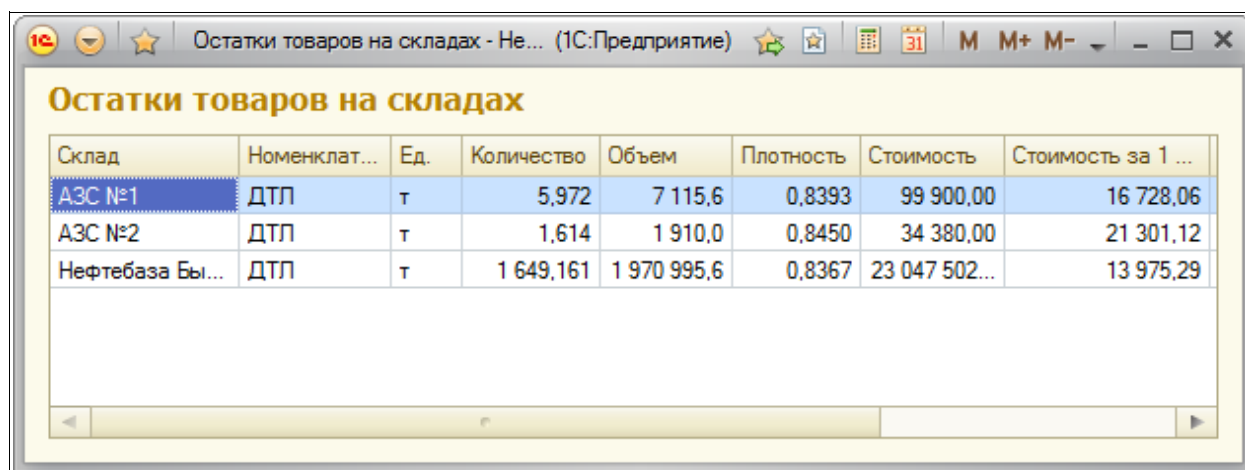 1С Остатки товаров на складах - Не... (1С:Предприятие) 31 M M+ M-
Остатки товаров на складах
Склад Номенклат... Ед. Количество Объем Плотность Стоимость Стоимость за 1 ...
АЗС №1 ДТЛ т 5,972 7 115,6 0,8393 99 900,00 16 728,06
АЗС №2 ДТЛ т 1,614 1 910,0 0,8450 34 380,00 21 301,12
Нефтебаза Бы... ДТЛ т 1 649,161 1 970 995,6 0,8367 23 047 502... 13 975,29